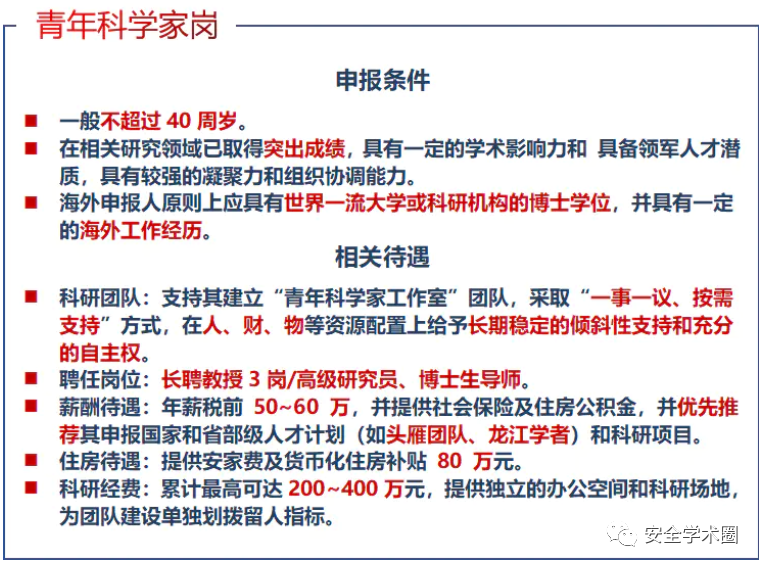 青年科学家岗
申报条件
一般不超过 40 周岁。
在相关研究领域已取得突出成绩，具有一定的学术影响力和 具备领军人才潜
质，具有较强的凝聚力和组织协调能力。
海外申报人原则上应具有世界一流大学或科研机构的博士学位，并具有一定
的海外工作经历。
相关待遇
科研团队：支持其建立“青年科学家工作室”团队，采取“一事一议、按需
支持”方式，在人、财、物等资源配置上给予长期稳定的倾斜性支持和充分
的自主权。
聘任岗位：长聘教授 3 岗/高级研究员、博士生导师。
薪酬待遇：年薪税前 50~60 万，并提供社会保险及住房公积金，并优先推
荐其申报国家和省部级人才计划（如头雁团队、龙江学者）和科研项目。
住房待遇：提供安家费及货币化住房补贴 80 万元。
科研经费：累计最高可达 200~400 万元，提供独立的办公空间和科研场地，
为团队建设单独划拨留人指标。
安全学术圈